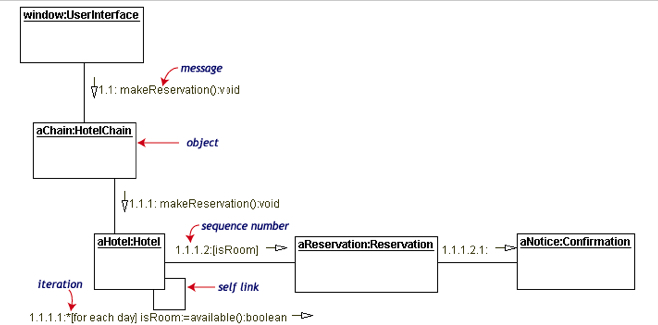 window:UserInterface
message
1.1: makeReservation():void
aChain:HotelChain
object
1.1.1: makeReservation():void
sequence number
aHotel:Hotel
1.1.1.2:[isRoom]
aReservation:Reservation
1.1.1.2.1:
aNotice:Confirmation
iteration
self link
1.1.1.1:*[for each day] isRoom:=available():boolean